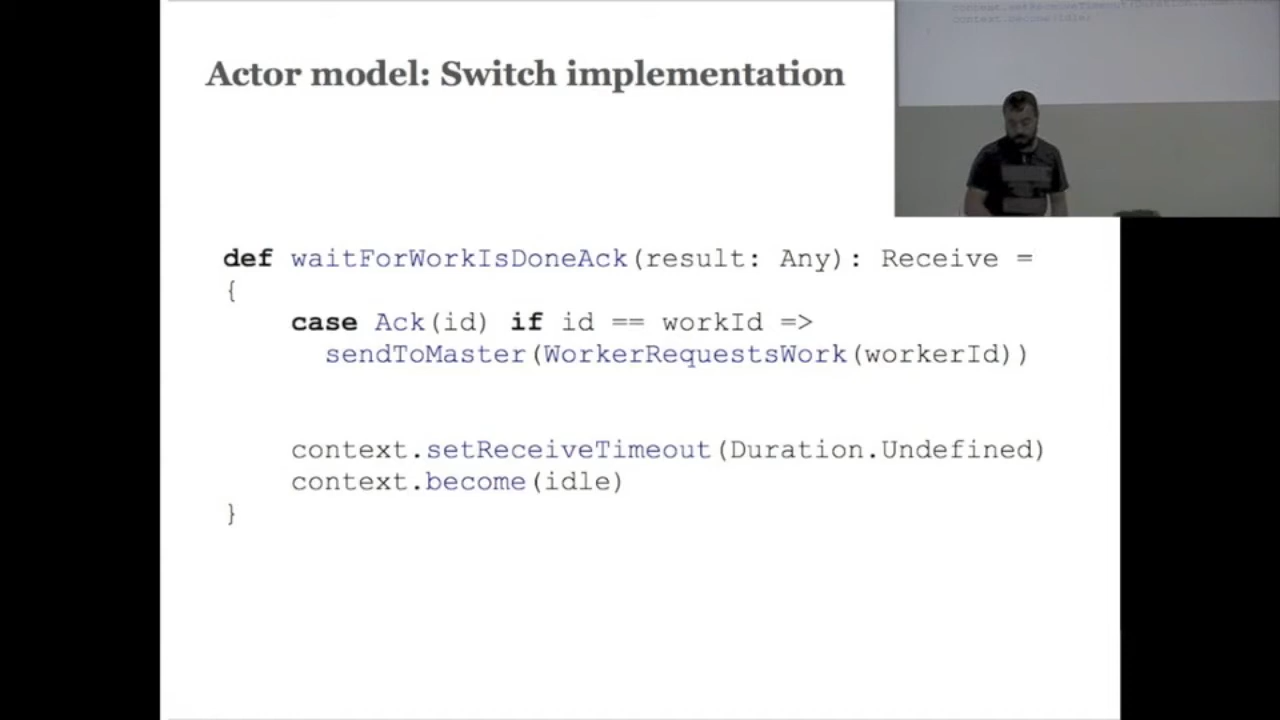 Actor model: Switch implementation
def waitForWorkIsDoneAck(result: Any): Receive =
{
case Ack(id) if id == workId =>
sendToMaster(WorkerRequestsWork(workerId))
context.setReceiveTimeout(Duration.Undefined)
context.become(idle)
}